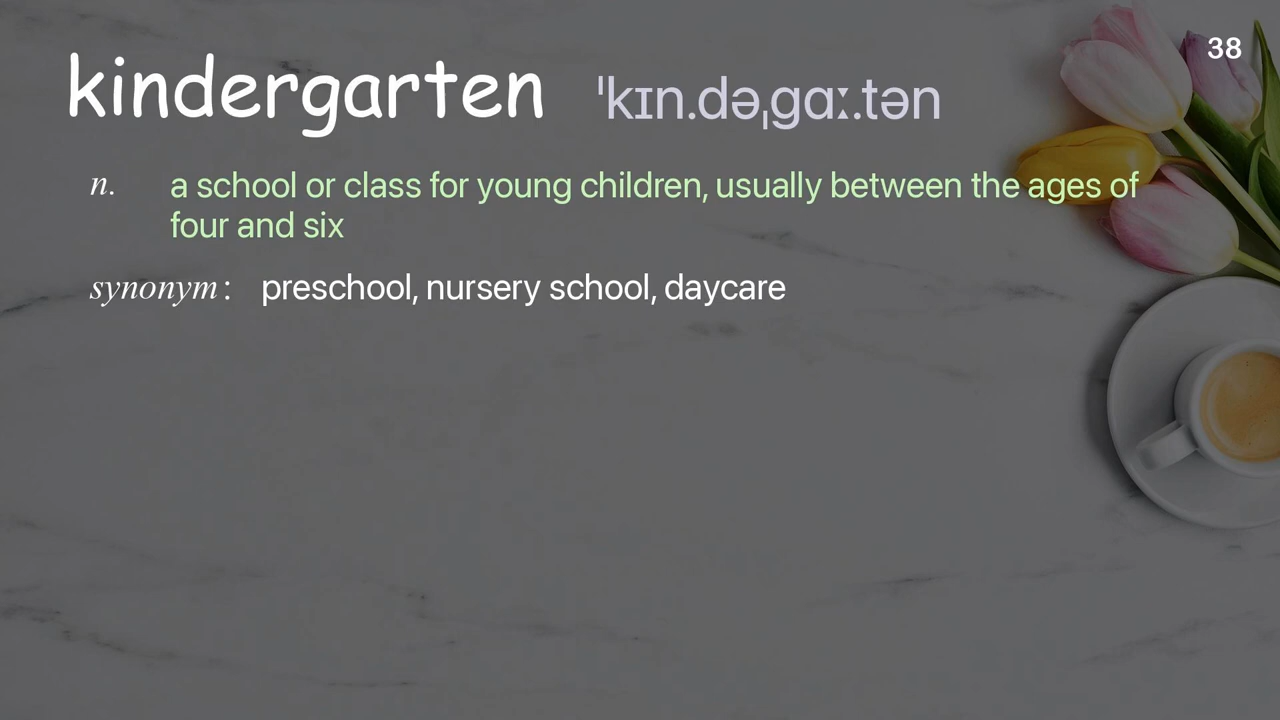 38
kindergarten ˈkɪn.dəˌɡɑː.tən
n. a school or class for young children, usually between the ages of
four and six
synonym: preschool, nursery school, daycare